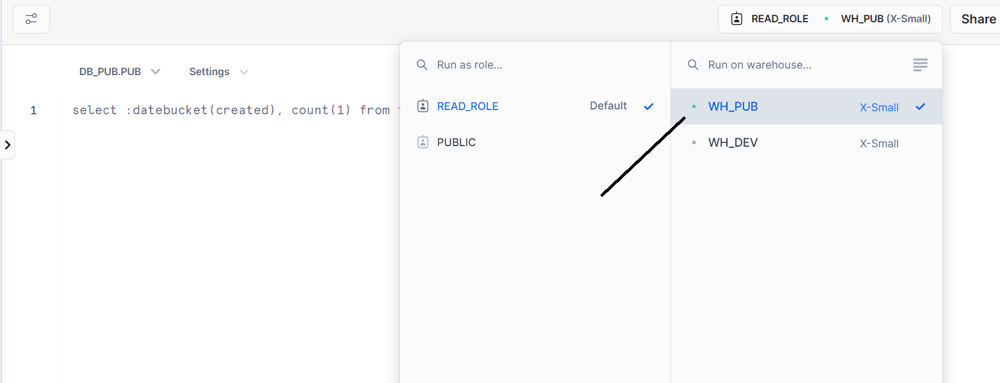 READ_ROLE WH_PUB (X-Small) Share
DB_PUB.PUB Settings
1 select :datebucket(created), count(1) from
Run as role...
READ_ROLE Default
PUBLIC
Run on warehouse...
WH_PUB X-Small
WH_DEV X-Small